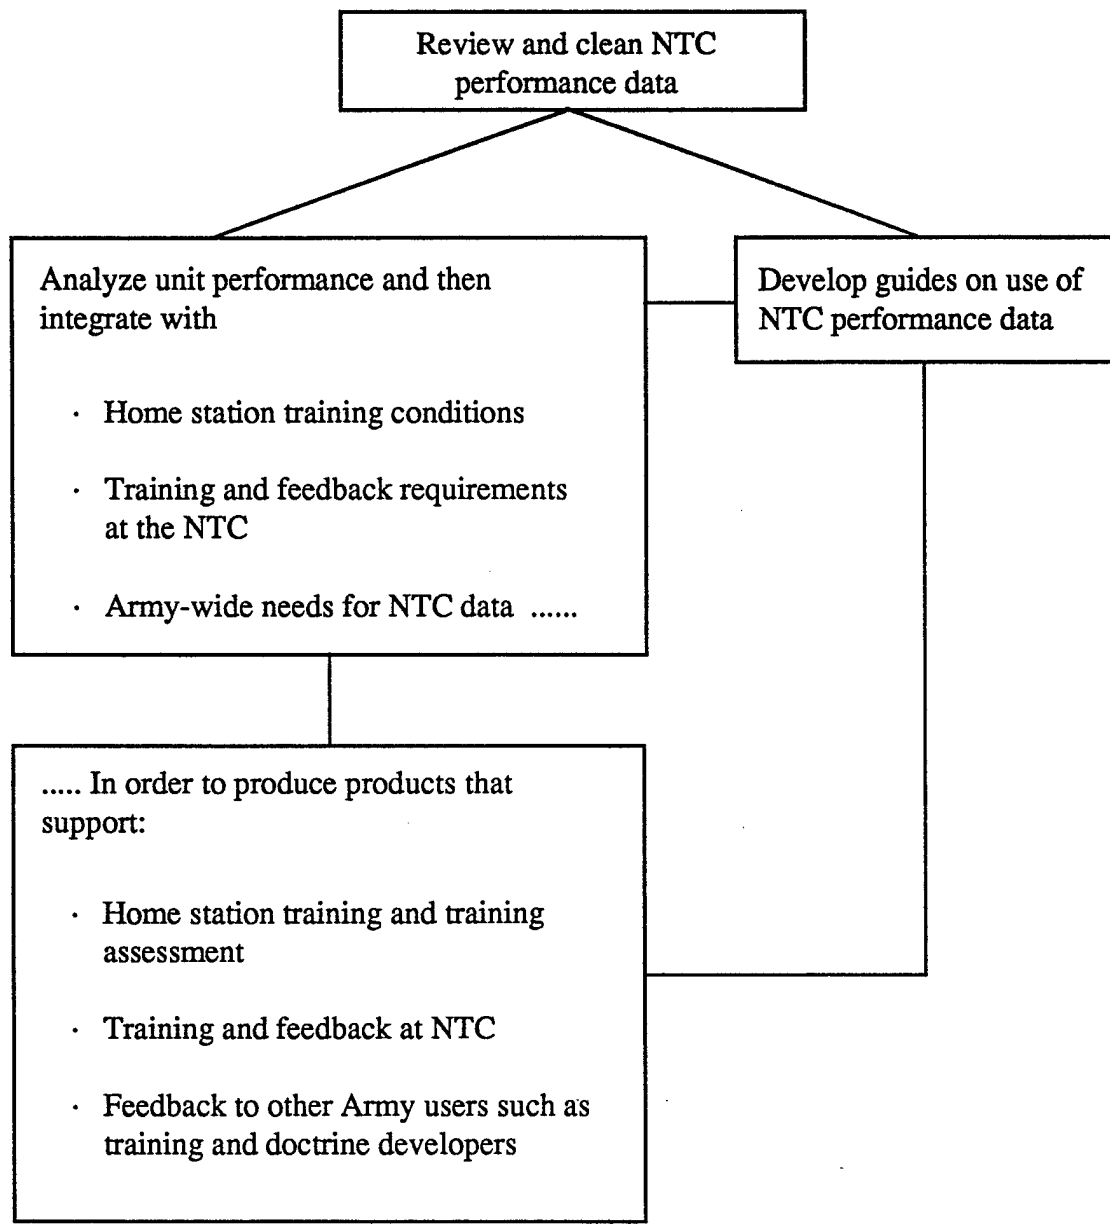 Review and clean NTC
performance data
Analyze unit performance and then
integrate with
· Home station training conditions
· Training and feedback requirements
at the NTC
· Army-wide needs for NTC data ......
Develop guides on use of
NTC performance data
..... In order to produce products that
support:
· Home station training and training
assessment
· Training and feedback at NTC
· Feedback to other Army users such as
training and doctrine developers